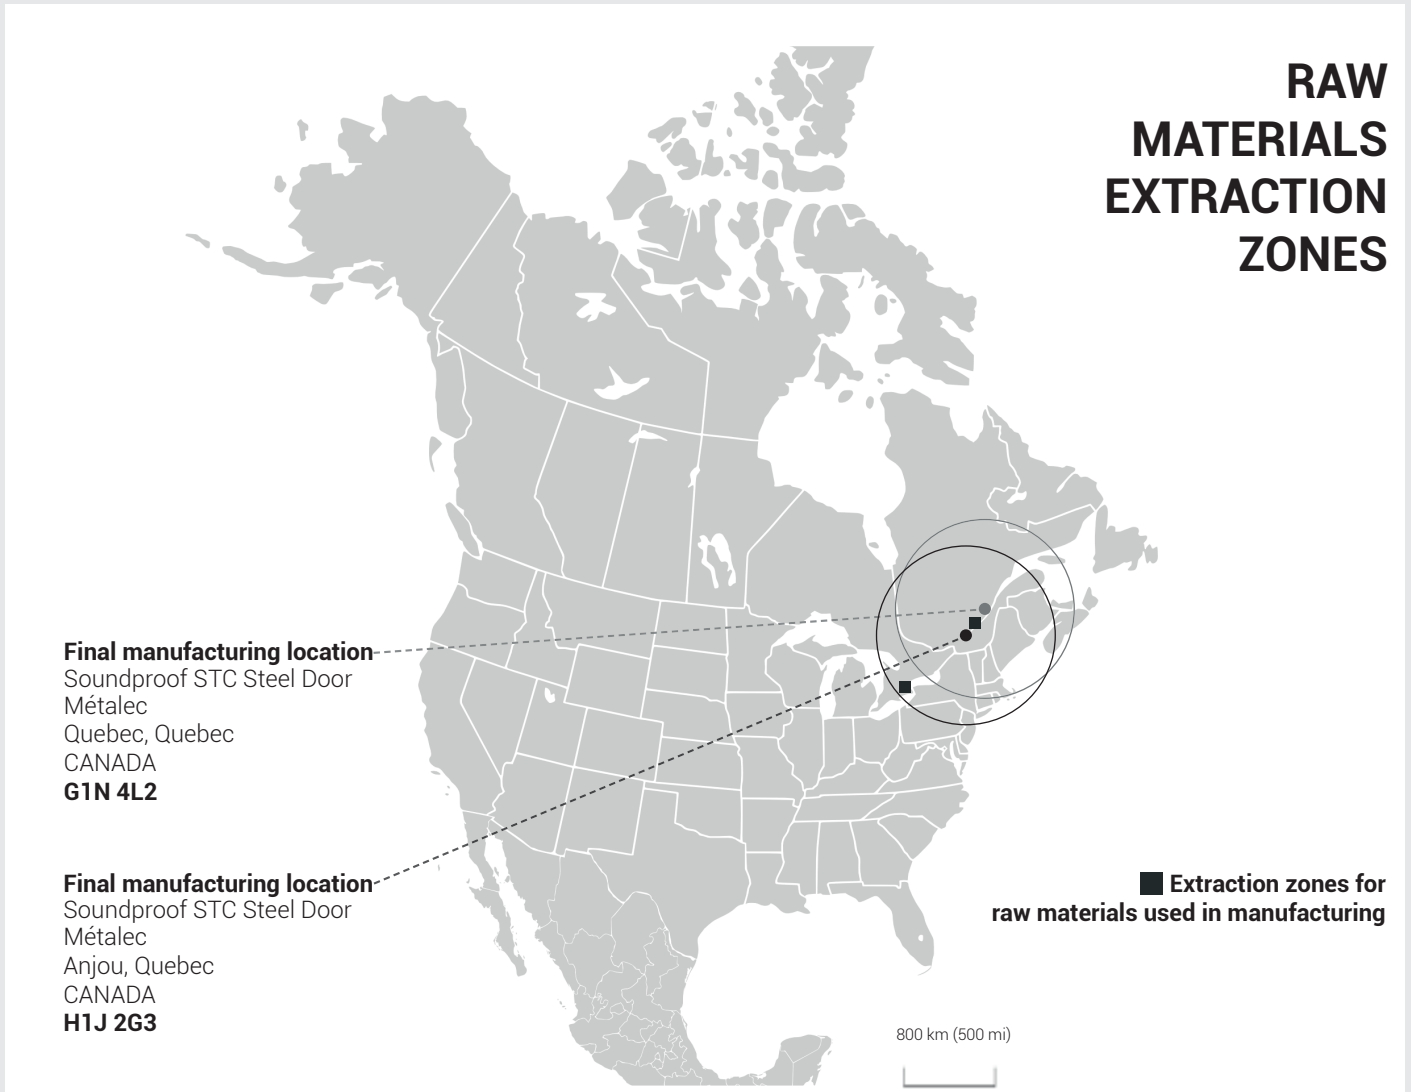 RAW
MATERIALS
EXTRACTION
ZONES
Final manufacturing location
Soundproof STC Steel Door
Métalec
Quebec, Quebec
CANADA
G1N 4L2
Final manufacturing location
Soundproof STC Steel Door
Métalec
Anjou, Quebec
CANADA
H1J 2G3
Extraction zones for
raw materials used in manufacturing
800 km (500 mi)